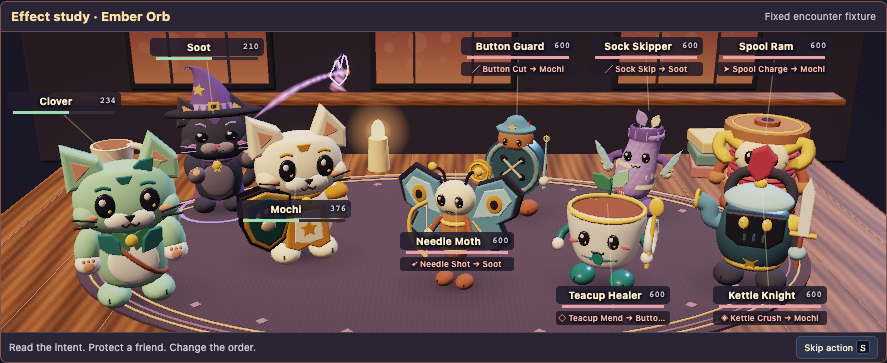 Effect study · Ember Orb
Fixed encounter fixture
Soot 210
Button Guard 600
Button Cut → Mochi
Sock Skipper 600
Sock Skip → Soot
Spool Ram 600
Spool Charge → Mochi
Clover 234
Mochi 376
Needle Moth 600
Needle Shot → Soot
Teacup Healer 600
Teacup Mend → Butto...
Kettle Knight 600
Kettle Crush → Mochi
Read the intent. Protect a friend. Change the order.
Skip action S